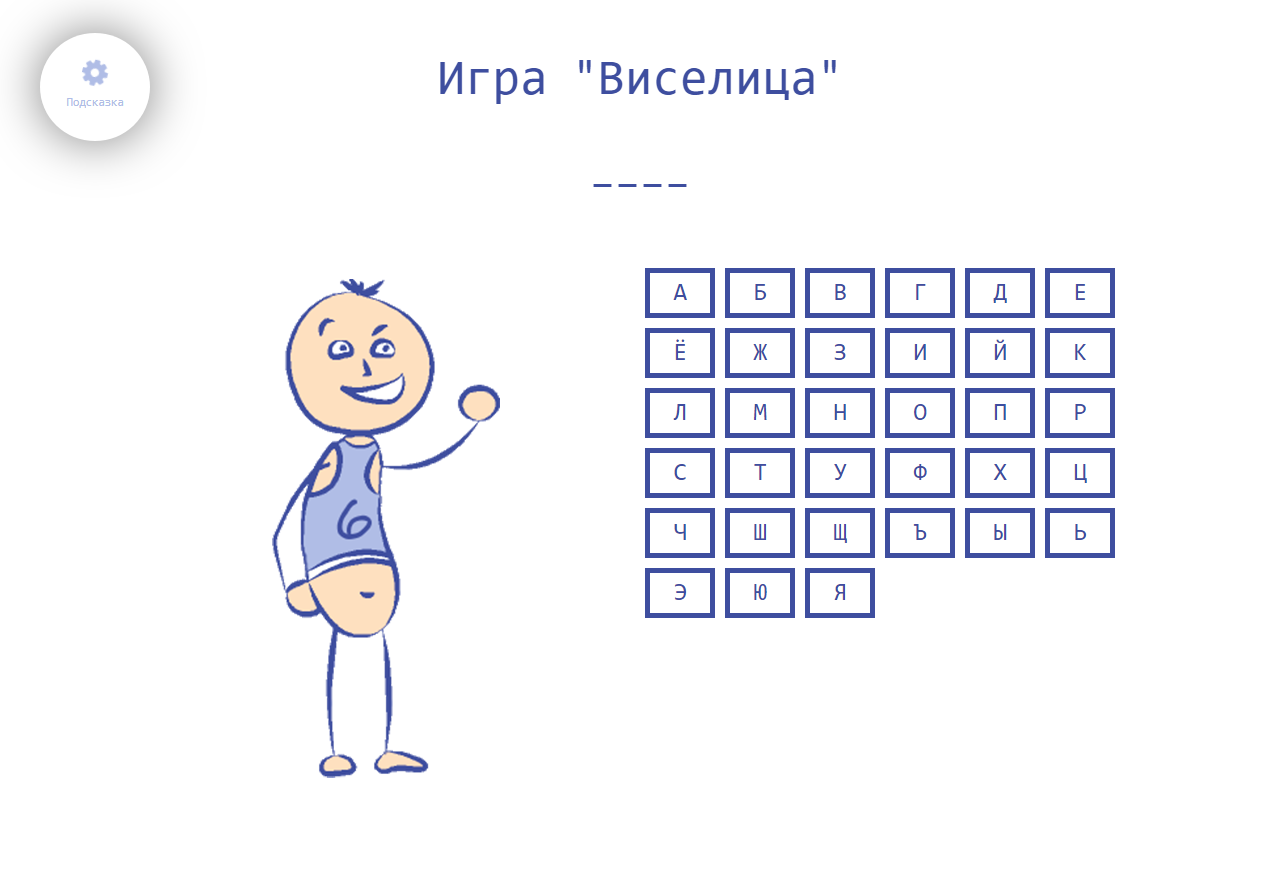 Игра "Виселица"
Подсказка
_ _ _ _
А Б В Г Д Е
Ё Ж З И Й К
Л М Н О П Р
С Т У Ф Х Ц
Ч Ш Щ Ъ Ы Ь
Э Ю Я
6